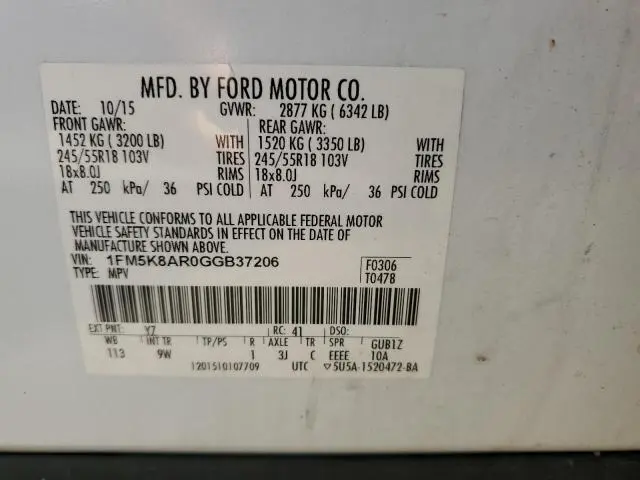 MFD. BY FORD MOTOR CO.
DATE: 10/15 GVWR: 2877 KG ( 6342 LB)
FRONT GAWR: REAR GAWR:
1452 KG ( 3200 LB) WITH 1520 KG ( 3350 LB) WITH
245/55R18 103V TIRES 245/55R18 103V TIRES
18x8.0J RIMS 18x8.0J RIMS
AT 250 kPa/ 36 PSI COLD AT 250 kPa/ 36 PSI COLD
THIS VEHICLE CONFORMS TO ALL APPLICABLE FEDERAL MOTOR
VEHICLE SAFETY STANDARDS IN EFFECT ON THE DATE OF
MANUFACTURE SHOWN ABOVE.
VIN: 1FM5K8AR0GGB37206 F0306
TYPE: MPV T0478
EXT PNT: YZ RC: 41 DSO:
WB INT TR TP/PS R AXLE TR SPR GUB1Z
113 9W 1 3J C EEEE 10A
1201510107709 UTC ▽5U5A-1520472-BA